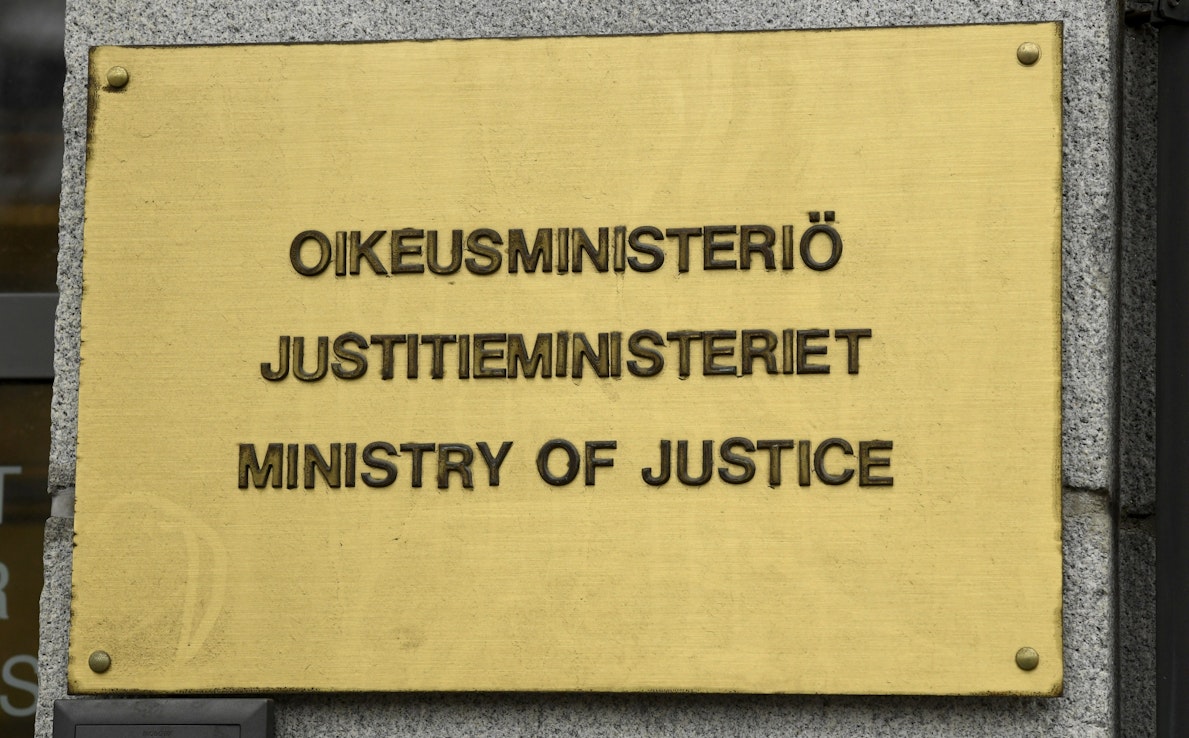 OIKEUSMINISTERIÖ
JUSTITIEMINISTERIET
MINISTRY OF JUSTICE